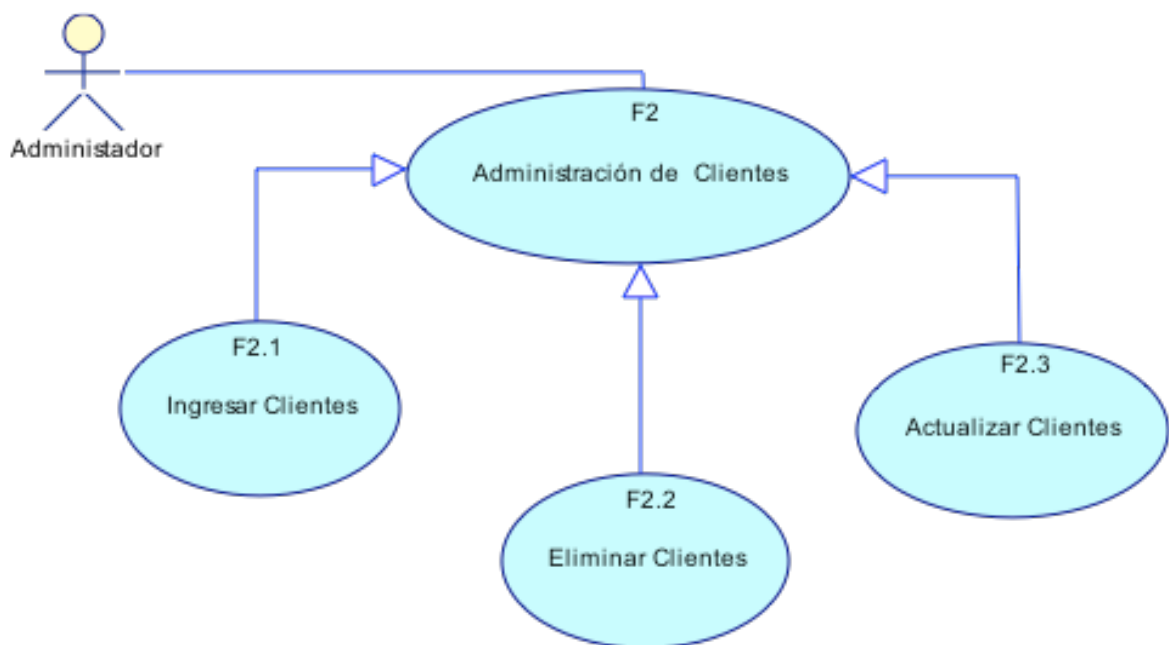 Administador
F2
Administración de Clientes
F2.1
Ingresar Clientes
F2.2
Eliminar Clientes
F2.3
Actualizar Clientes